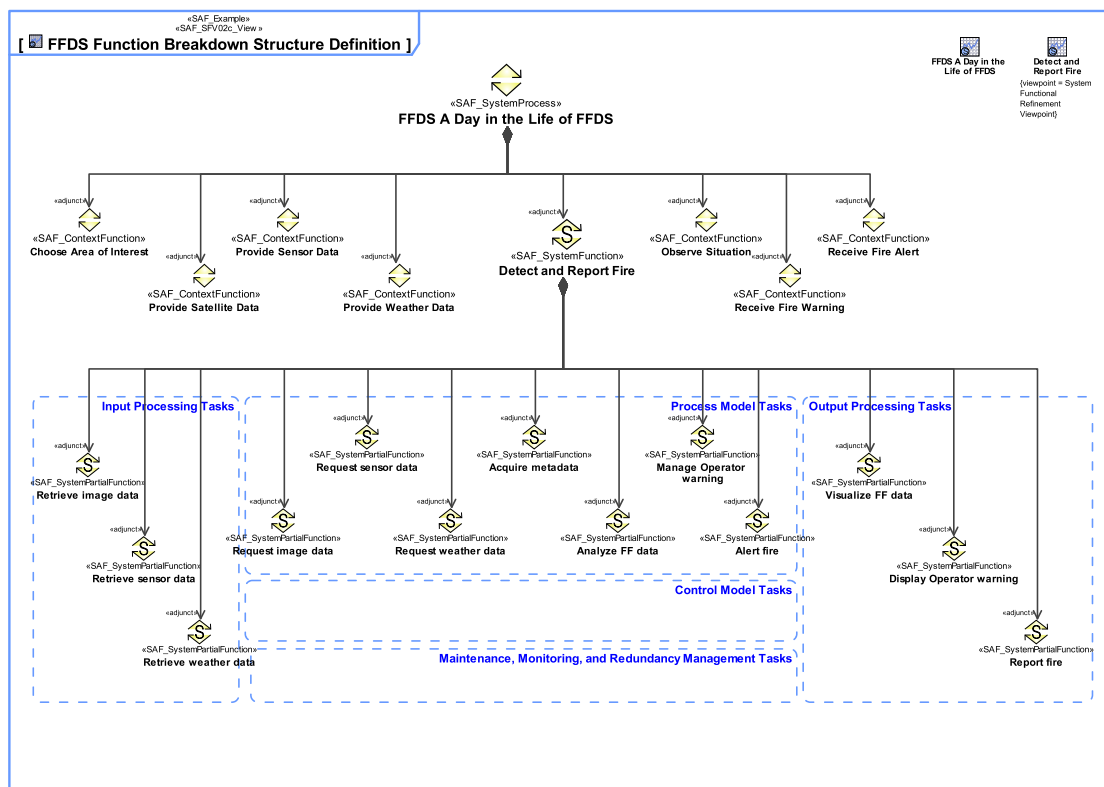 «SAF_Example»
«SAF_SFV02c_View »
[ FFDS Function Breakdown Structure Definition ]
FFDS A Day in the
Life of FFDS
Detect and
Report Fire
{viewpoint = System
Functional
Refinement
Viewpoint}
«SAF_SystemProcess»
FFDS A Day in the Life of FFDS
«adjunct»
«SAF_ContextFunction»
Choose Area of Interest
«adjunct»
«SAF_ContextFunction»
Provide Satellite Data
«adjunct»
«SAF_ContextFunction»
Provide Sensor Data
«adjunct»
«SAF_ContextFunction»
Provide Weather Data
«adjunct»
«SAF_SystemFunction»
Detect and Report Fire
«adjunct»
«SAF_ContextFunction»
Observe Situation
«adjunct»
«SAF_ContextFunction»
Receive Fire Warning
«adjunct»
«SAF_ContextFunction»
Receive Fire Alert
Input Processing Tasks
«adjunct»
«SAF_SystemPartialFunction»
Retrieve image data
«adjunct»
«SAF_SystemPartialFunction»
Retrieve sensor data
«adjunct»
«SAF_SystemPartialFunction»
Retrieve weather data
Process Model Tasks
«adjunct»
«SAF_SystemPartialFunction»
Request image data
«adjunct»
«SAF_SystemPartialFunction»
Request sensor data
«adjunct»
«SAF_SystemPartialFunction»
Request weather data
«adjunct»
«SAF_SystemPartialFunction»
Acquire metadata
«adjunct»
«SAF_SystemPartialFunction»
Analyze FF data
«adjunct»
«SAF_SystemPartialFunction»
Manage Operator
warning
«adjunct»
«SAF_SystemPartialFunction»
Alert fire
Control Model Tasks
Maintenance, Monitoring, and Redundancy Management Tasks
Output Processing Tasks
«adjunct»
«SAF_SystemPartialFunction»
Visualize FF data
«adjunct»
«SAF_SystemPartialFunction»
Display Operator warning
«adjunct»
«SAF_SystemPartialFunction»
Report fire